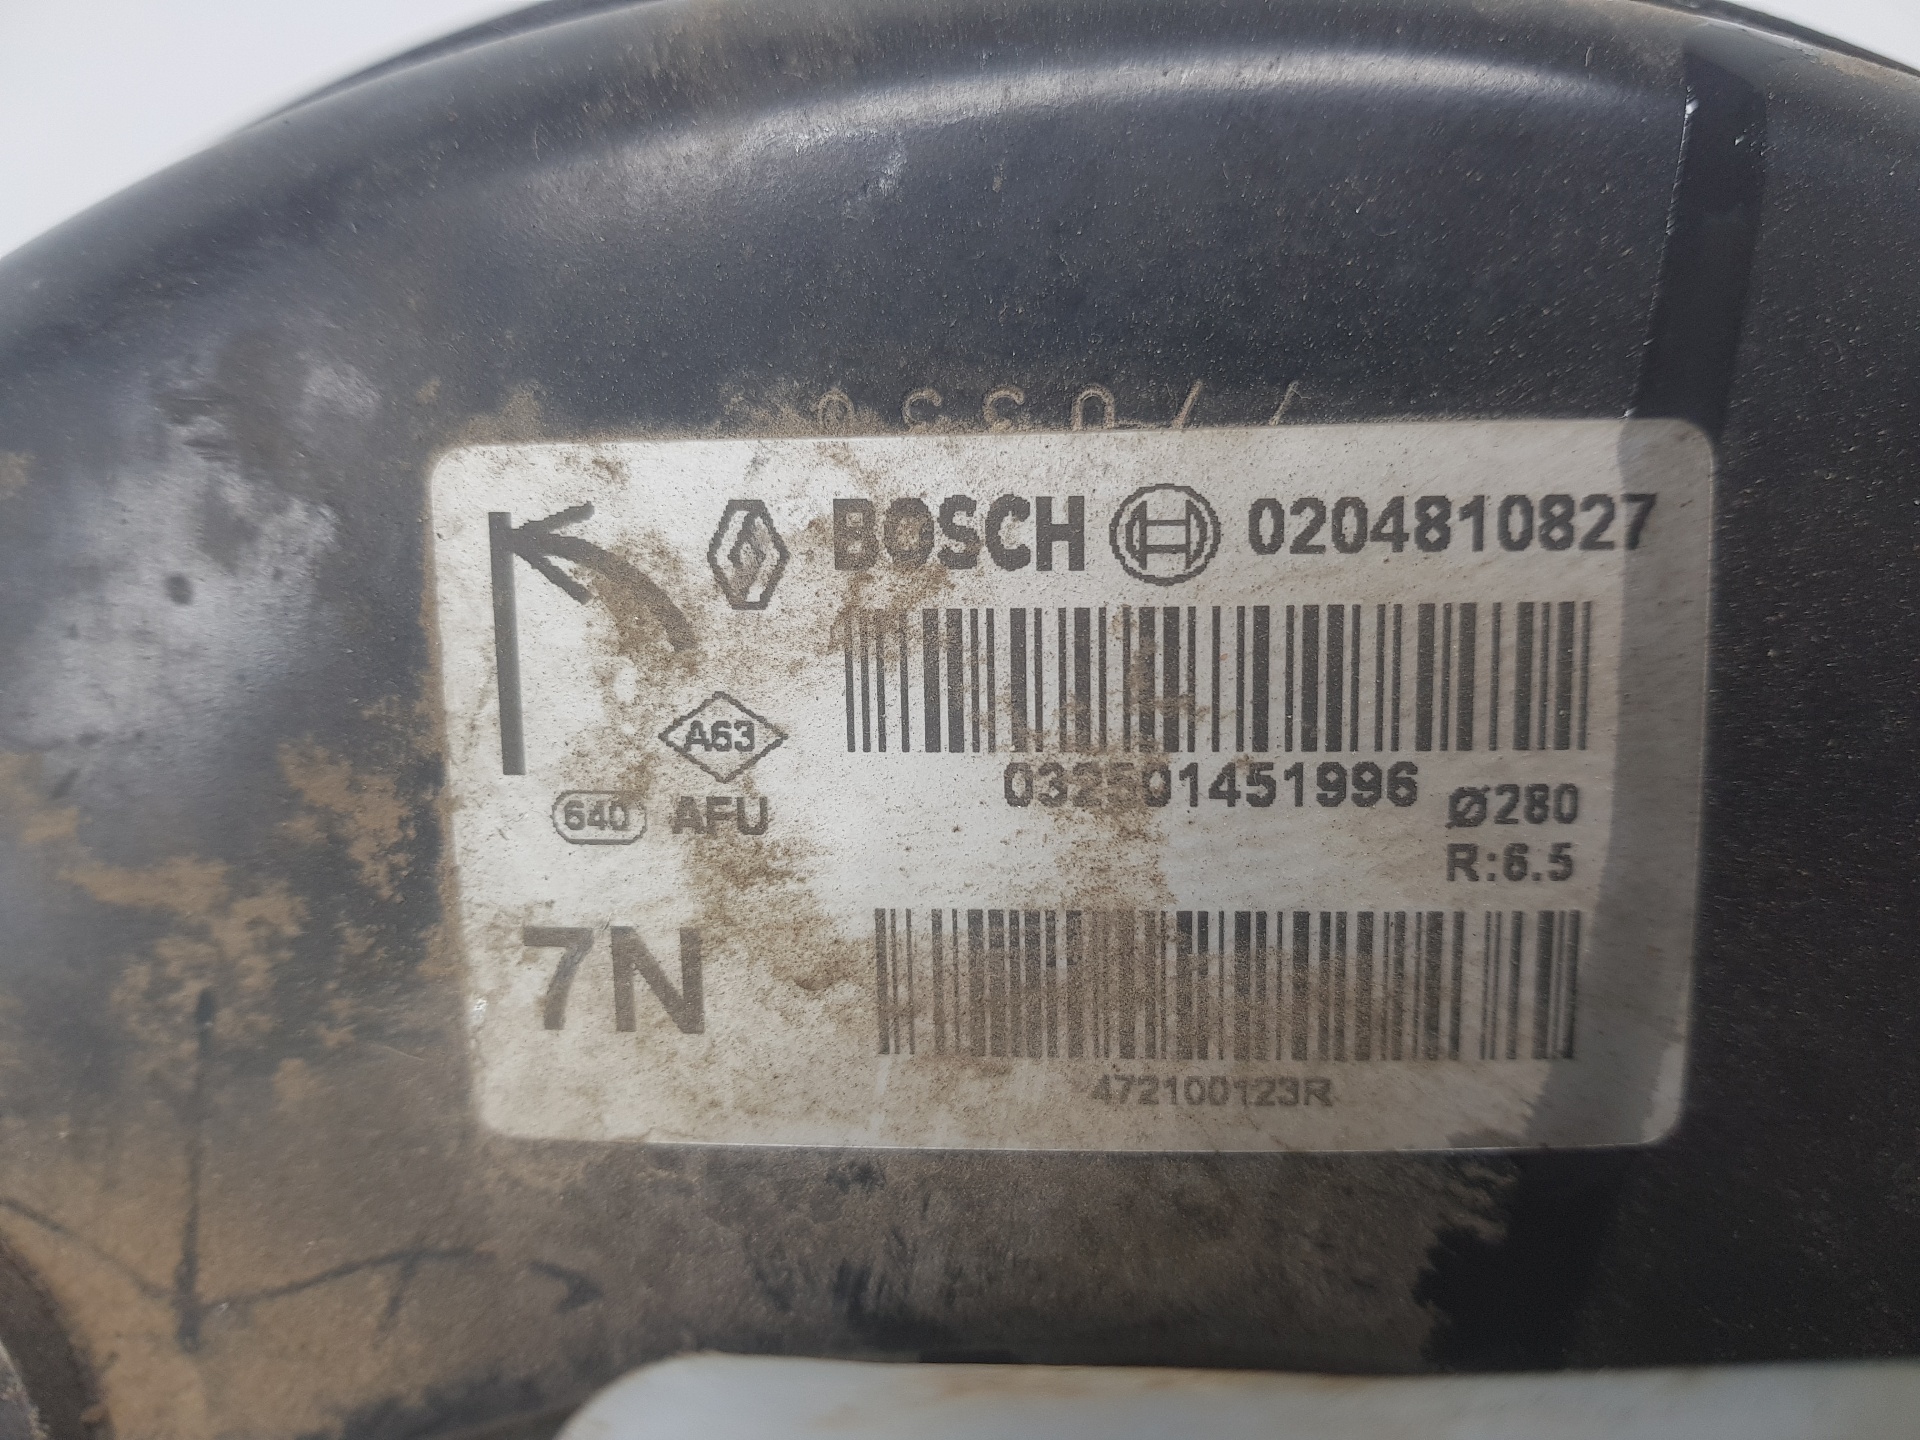 BOSCH 0204810827
A63
032501451996
Ø280
640 AFU
R:6.5
7N
472100123R